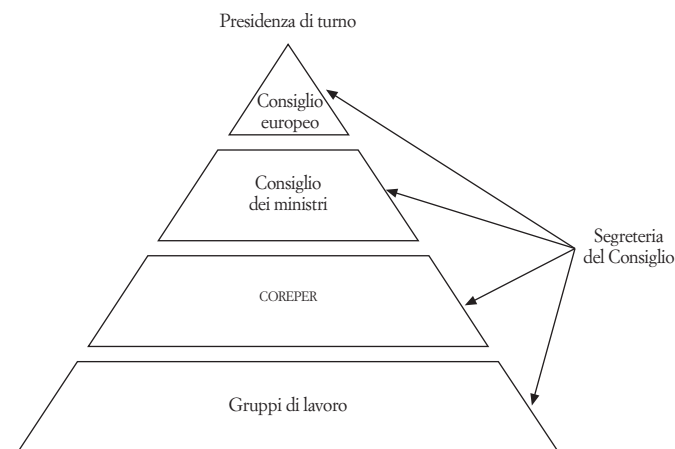 Presidenza di turno
Consiglio
europeo
Consiglio
dei ministri
Segreteria
del Consiglio
COREPER
Gruppi di lavoro